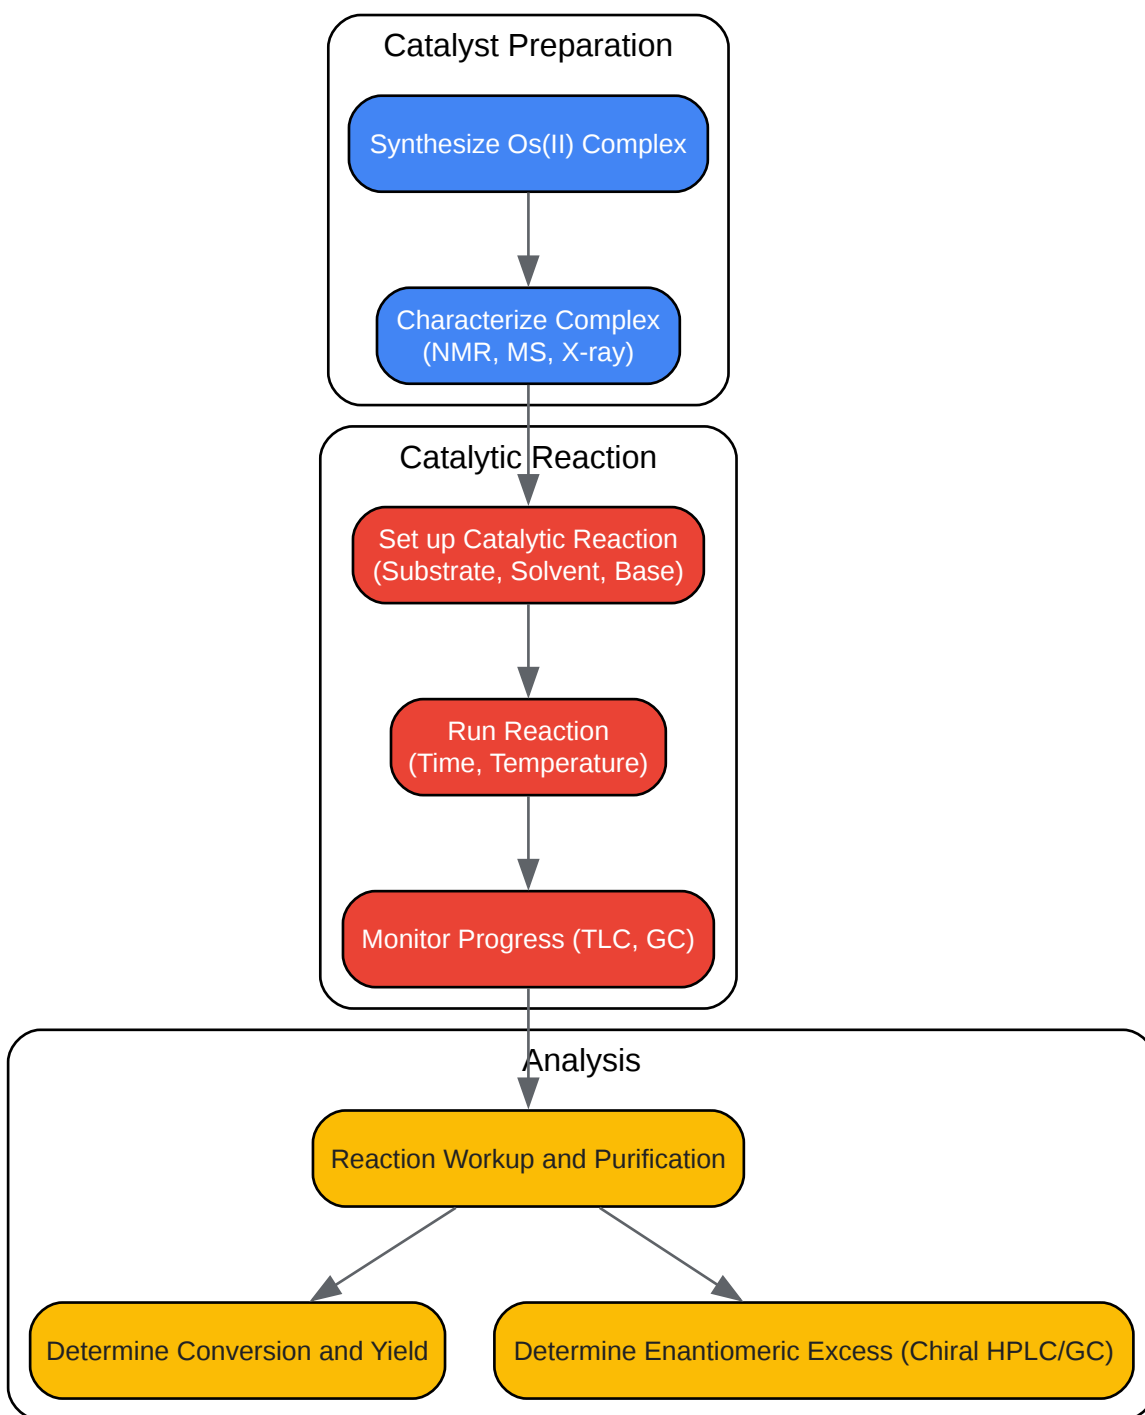 Catalyst Preparation
Synthesize Os(II) Complex
Characterize Complex
(NMR, MS, X-ray)
Catalytic Reaction
Set up Catalytic Reaction
(Substrate, Solvent, Base)
Run Reaction
(Time, Temperature)
Monitor Progress (TLC, GC)
Analysis
Reaction Workup and Purification
Determine Conversion and Yield
Determine Enantiomeric Excess (Chiral HPLC/GC)